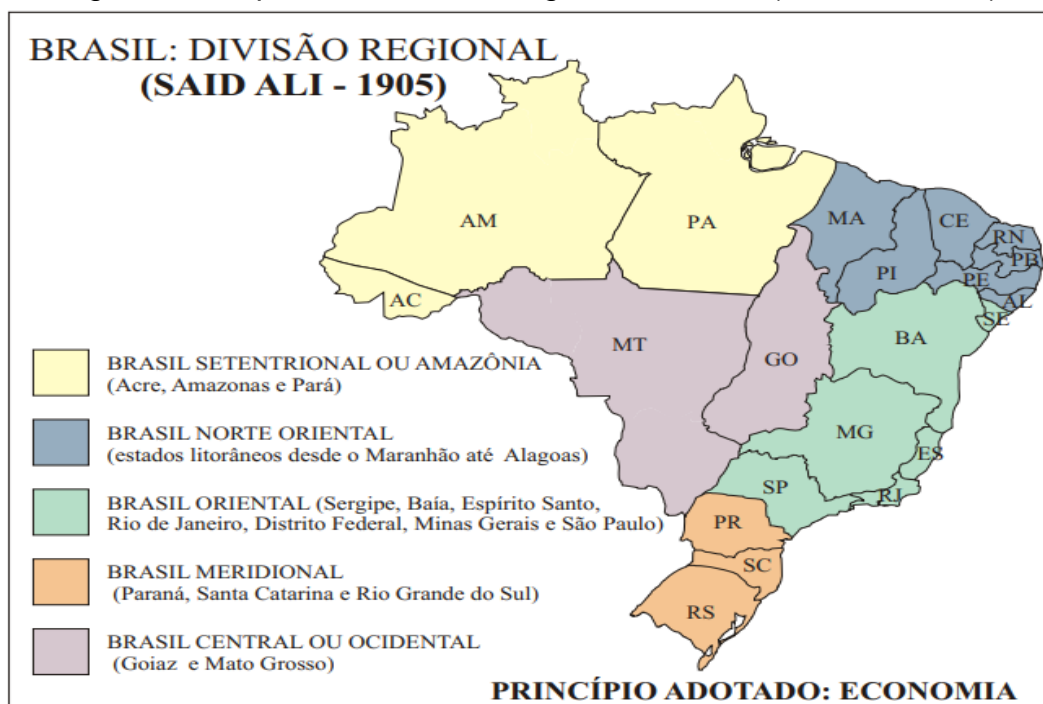 BRASIL: DIVISÃO REGIONAL
(SAID ALI - 1905)
AM
PA
MA
CE
RN
PB
PI
PE
AL
AC
SE
BA
MT
GO
MG
ES
SP
RJ
PR
SC
RS
BRASIL SETENTRIONAL OU AMAZÔNIA
(Acre, Amazonas e Pará)
BRASIL NORTE ORIENTAL
(estados litorâneos desde o Maranhão até Alagoas)
BRASIL ORIENTAL (Sergipe, Baía, Espírito Santo,
Rio de Janeiro, Distrito Federal, Minas Gerais e São Paulo)
BRASIL MERIDIONAL
(Paraná, Santa Catarina e Rio Grande do Sul)
BRASIL CENTRAL OU OCIDENTAL
(Goiaz e Mato Grosso)
PRINCÍPIO ADOTADO: ECONOMIA